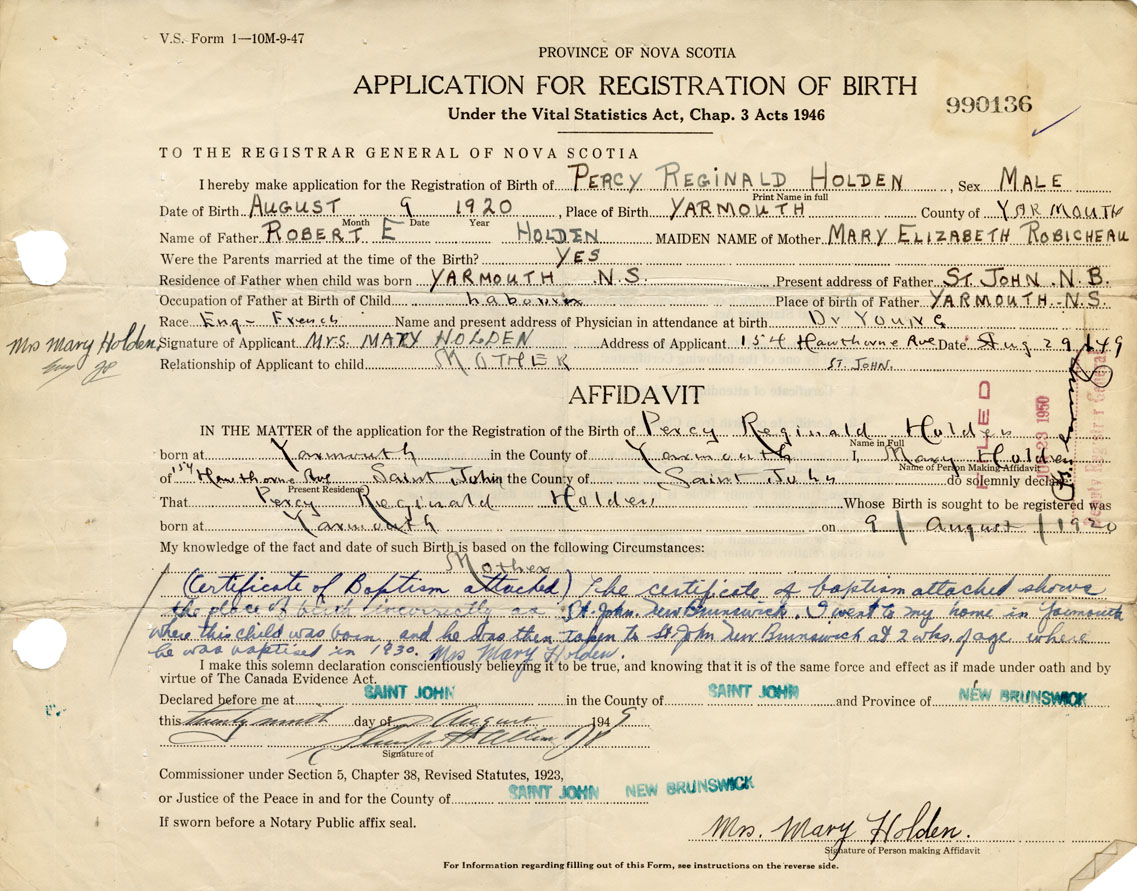 V.S. Form 1—10M-9-47
PROVINCE OF NOVA SCOTIA
APPLICATION FOR REGISTRATION OF BIRTH
990136
Under the Vital Statistics Act, Chap. 3 Acts 1946
TO THE REGISTRAR GENERAL OF NOVA SCOTIA
I hereby make application for the Registration of Birth of PERCY REGINALD HOLDEN, Sex MALE
Print Name in full
Date of Birth AUGUST 9 1920, Place of Birth YARMOUTH County of YARMOUTH
Month Date Year
Name of Father ROBERT E HOLDEN MAIDEN NAME of Mother MARY ELIZABETH ROBICHEAU
Were the Parents married at the time of the Birth? YES
Residence of Father when child was born YARMOUTH N.S. Present address of Father ST. JOHN N.B.
Occupation of Father at Birth of Child Labourer Place of birth of Father YARMOUTH. N.S.
Race Eng- French Name and present address of Physician in attendance at birth Dr YOUNG
Mrs Mary Holden
Signature of Applicant MRS. MARY HOLDEN Address of Applicant 154 Hawthorne Ave Date Aug 29/49
Relationship of Applicant to child MOTHER ST. JOHN.
AFFIDAVIT
FILED
23 1950
Deputy Registrar General
IN THE MATTER of the application for the Registration of the Birth of Percy Reginald Holden
Name in Full
born at Yarmouth in the County of Yarmouth I, Mary Holden
Name of Person Making Affidavit
of 154 Hawthorne Ave Saint John in the County of Saint John do solemnly declare
Present Residence
That Percy Reginald Holden Whose Birth is sought to be registered was
born at Yarmouth on 9 / August / 1920
My knowledge of the fact and date of such Birth is based on the following Circumstances:
Mother
(Certificate of Baptism attached) The certificate of baptism attached shows
the place of birth incorrectly as St. John. New Brunswick. I went to my home in Yarmouth
where this child was born, and he was then taken to St John New Brunswick at 2 wks. of age where
he was baptised in 1930. Mrs Mary Holden.
I make this solemn declaration conscientiously believing it to be true, and knowing that it is of the same force and effect as if made under oath and by
virtue of The Canada Evidence Act.
Declared before me at SAINT JOHN in the County of SAINT JOHN and Province of NEW BRUNSWICK
this twenty ninth day of August 1949
Signature of
Commissioner under Section 5, Chapter 38, Revised Statutes, 1923,
or Justice of the Peace in and for the County of SAINT JOHN NEW BRUNSWICK
If sworn before a Notary Public affix seal.
Mrs. Mary Holden.
Signature of Person making Affidavit
For Information regarding filling out of this Form, see instructions on the reverse side.